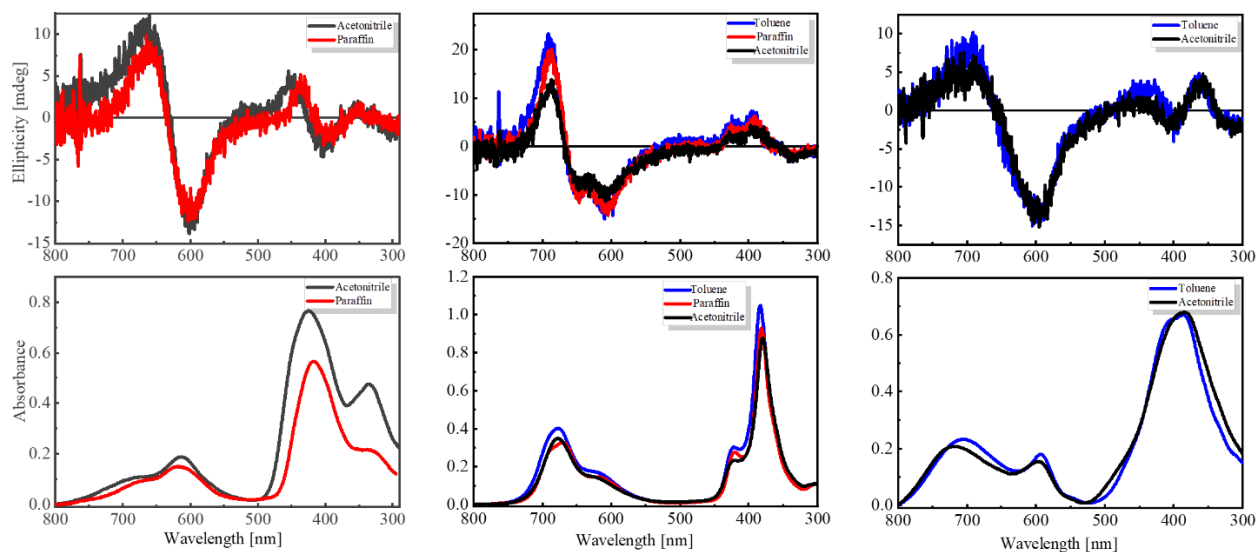 Ellipticity [mdeg]
10
5
0
-5
-10
-15
Acetonitrile
Paraffin
800 700 600 500 400 300
20
10
0
-10
-20
Toluene
Paraffin
Acetonitrile
800 700 600 500 400 300
10
5
0
-5
-10
-15
Toluene
Acetonitrile
800 700 600 500 400 300
Absorbance
0.8
0.6
0.4
0.2
0.0
Acetonitrile
Paraffin
800 700 600 500 400 300
Wavelength [nm]
1.2
1.0
0.8
0.6
0.4
0.2
0.0
Toluene
Paraffin
Acetonitrile
800 700 600 500 400 300
Wavelength [nm]
0.8
0.6
0.4
0.2
0.0
Toluene
Acetonitrile
800 700 600 500 400 300
Wavelength [nm]